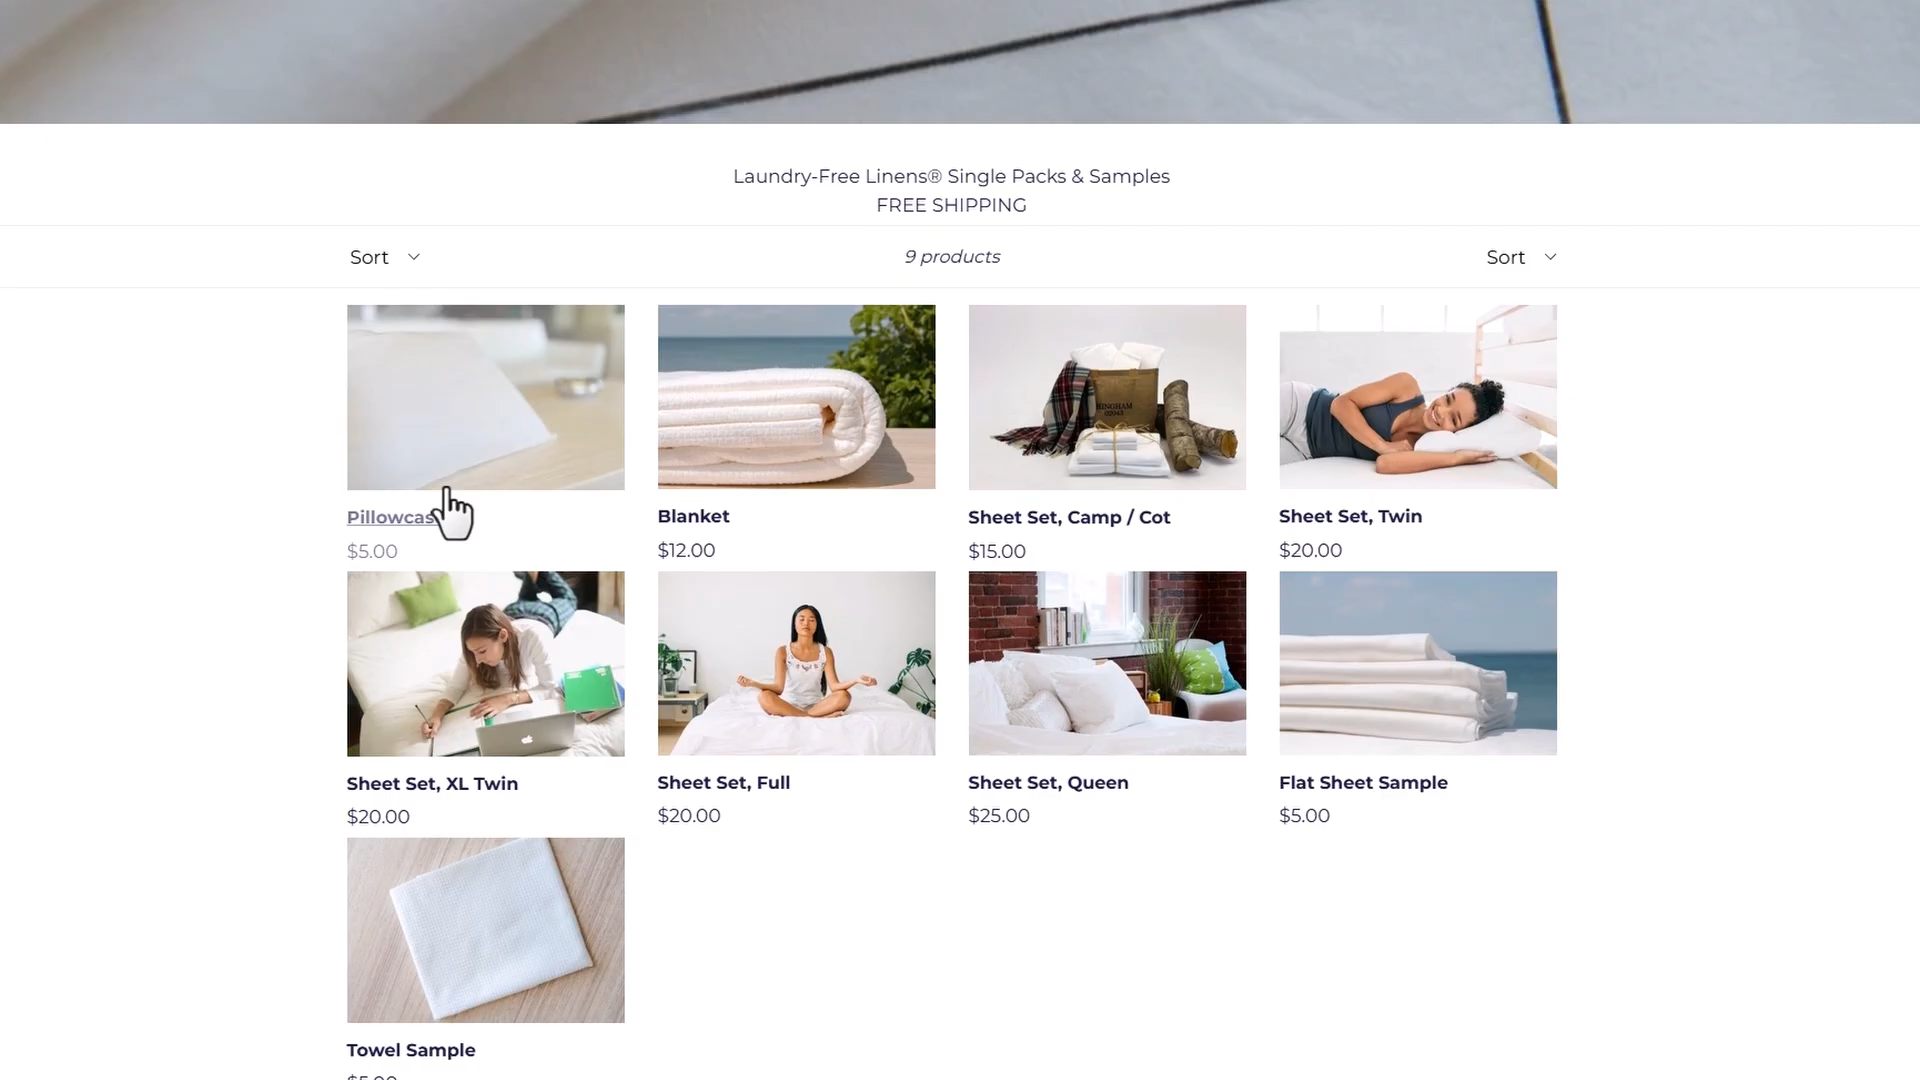 Laundry-Free Linens® Single Packs & Samples
FREE SHIPPING
Sort
9 products
Sort
BINGHAM
02043
Blanket
Sheet Set, Camp / Cot
Sheet Set, Twin
$5.00
$12.00
$15.00
$20.00
Sheet Set, XL Twin
Sheet Set, Full
Sheet Set, Queen
Flat Sheet Sample
$20.00
$20.00
$25.00
$5.00
Towel Sample